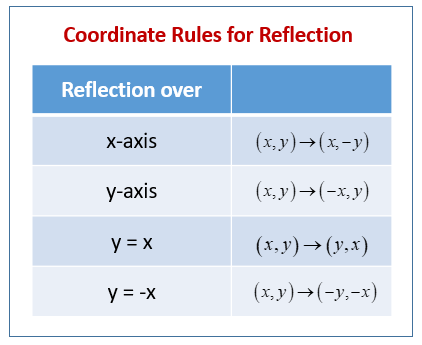 Coordinate Rules for Reflection
Reflection over
x-axis (x,y)→(x,−y)
y-axis (x,y)→(−x,y)
y = x (x,y)→(y,x)
y = -x (x,y)→(−y,−x)